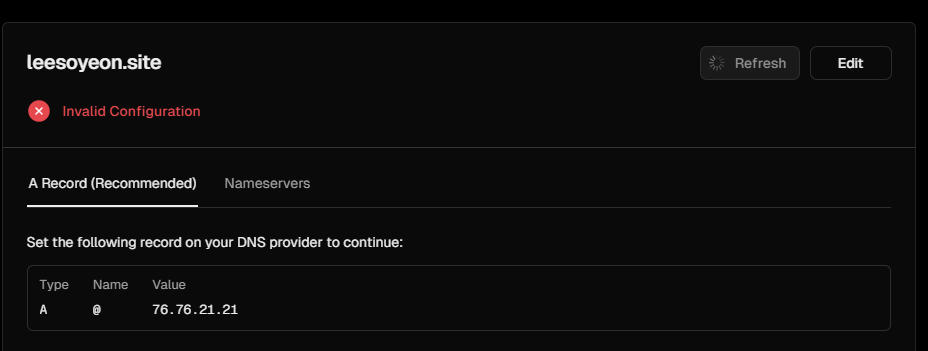 leesoyeon.site
Refresh
Edit
Invalid Configuration
A Record (Recommended)
Nameservers
Set the following record on your DNS provider to continue:
Type Name Value
A @ 76.76.21.21